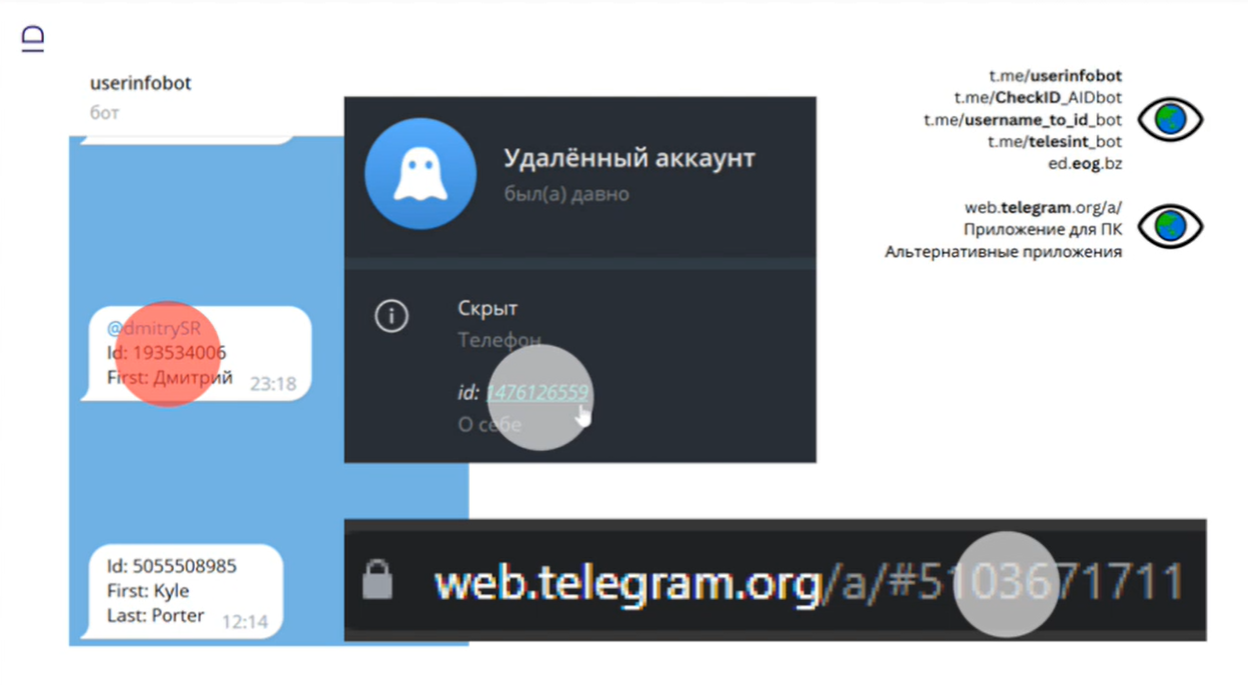 ID
userinfobot
бот
@dmitrySR
Id: 193534006
First: Дмитрий
23:18
Id: 5055508985
First: Kyle
Last: Porter
12:14
Удалённый аккаунт
был(а) давно
Скрыт
Телефон
id: 1476126559
О себе
web.telegram.org/a/#5103671711
t.me/userinfobot
t.me/CheckID_AIDbot
t.me/username_to_id_bot
t.me/telesint_bot
ed.eog.bz
web.telegram.org/a/
Приложение для ПК
Альтернативные приложения